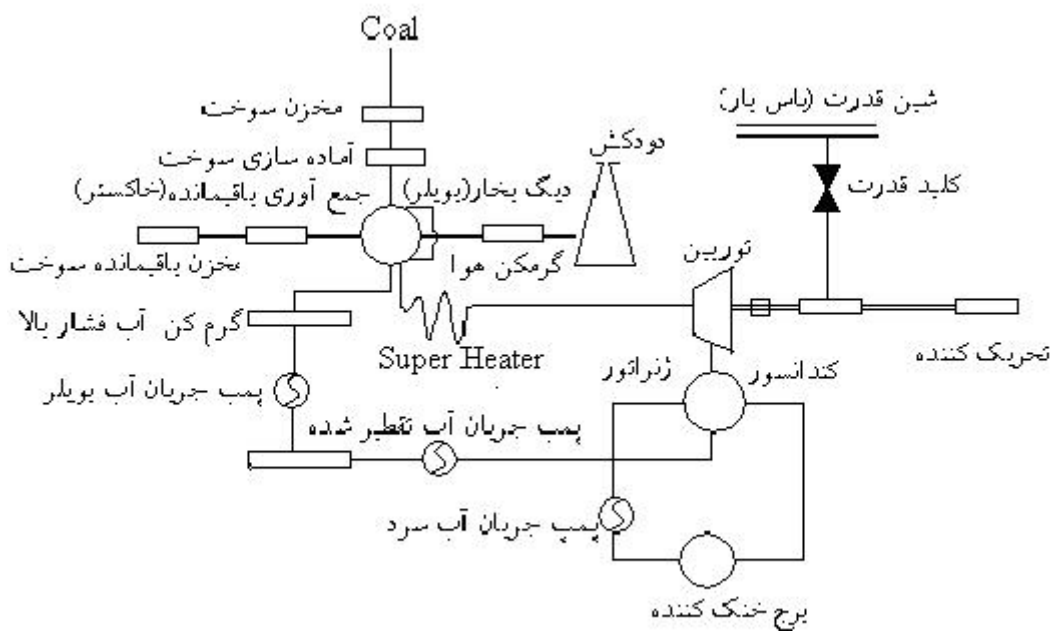 Coal
مخزن سوخت
آماده سازی سوخت
جمع آوری باقیمانده(خاکستر)
دیگ بخار(بویلر)
دودکش
شین قدرت (باس بار)
کلید قدرت
مخزن باقیمانده سوخت
گرمکن هوا
توربین
گرم کن آب فشار بالا
Super Heater
تحریک کننده
پمپ جریان آب بویلر
ژنراتور
کندانسور
پمپ جریان آب تقطیر شده
پمپ جریان آب سرد
برج خنک کننده